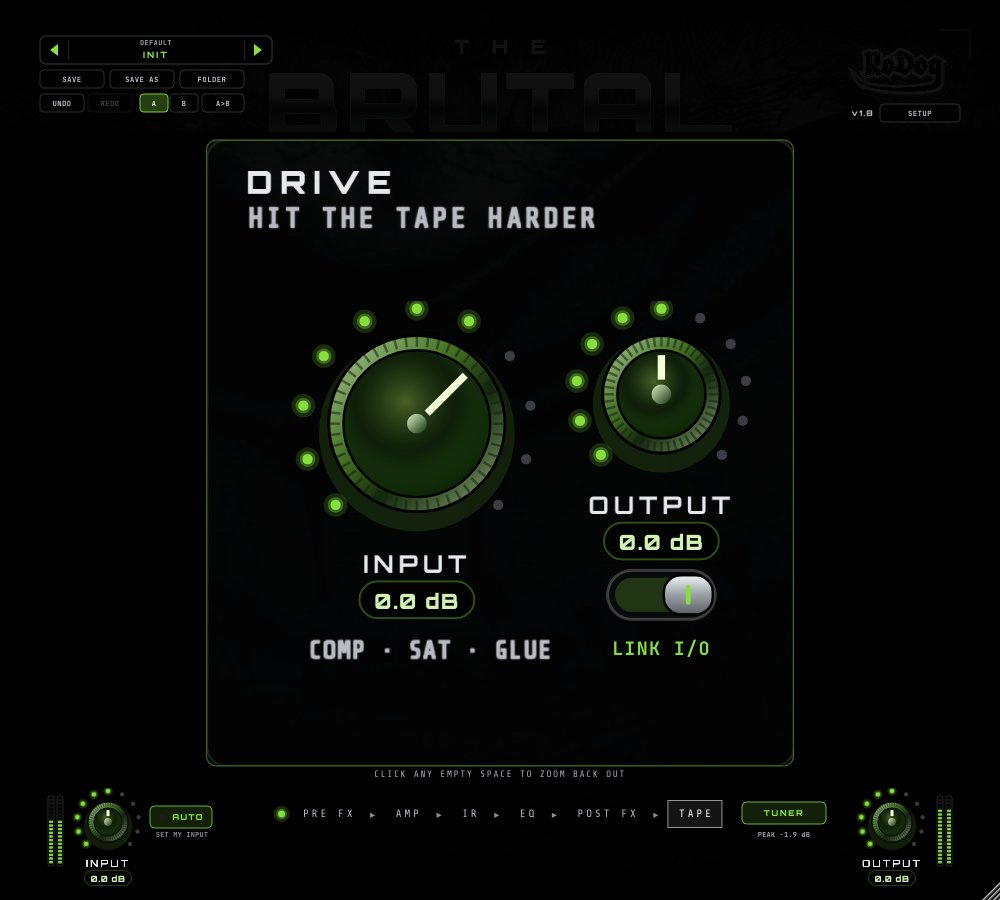 DEFAULT
INIT
THE
BRUTAL
RoDog
SAVE SAVE AS FOLDER
UNDO REDO A B A>B
v1.8 SETUP
DRIVE
HIT THE TAPE HARDER
INPUT
0.0 dB
COMP · SAT · GLUE
OUTPUT
0.0 dB
LINK I/O
CLICK ANY EMPTY SPACE TO ZOOM BACK OUT
AUTO
SET MY INPUT
INPUT
0.0 dB
PRE FX ▸ AMP ▸ IR ▸ EQ ▸ POST FX ▸ TAPE
TUNER
PEAK -1.9 dB
OUTPUT
0.0 dB